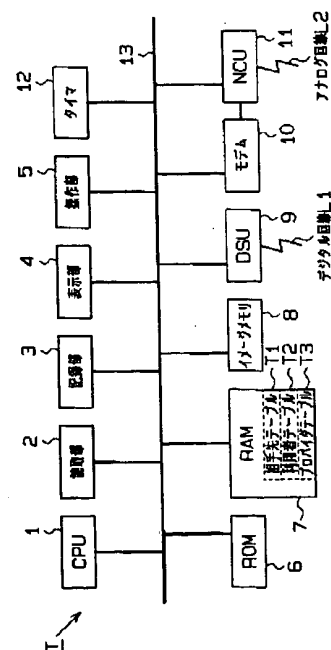 T
1
CPU
2
読取部
3
記録部
4
表示部
5
操作部
12
タイマ
13
ROM
6
RAM
相手先テーブル
利用者テーブル
プロバイダテーブル
T1
T2
T3
7
イメージメモリ
8
DSU
9
デジタル回線L_1
モデム
10
NCU
11
アナログ回線L_2